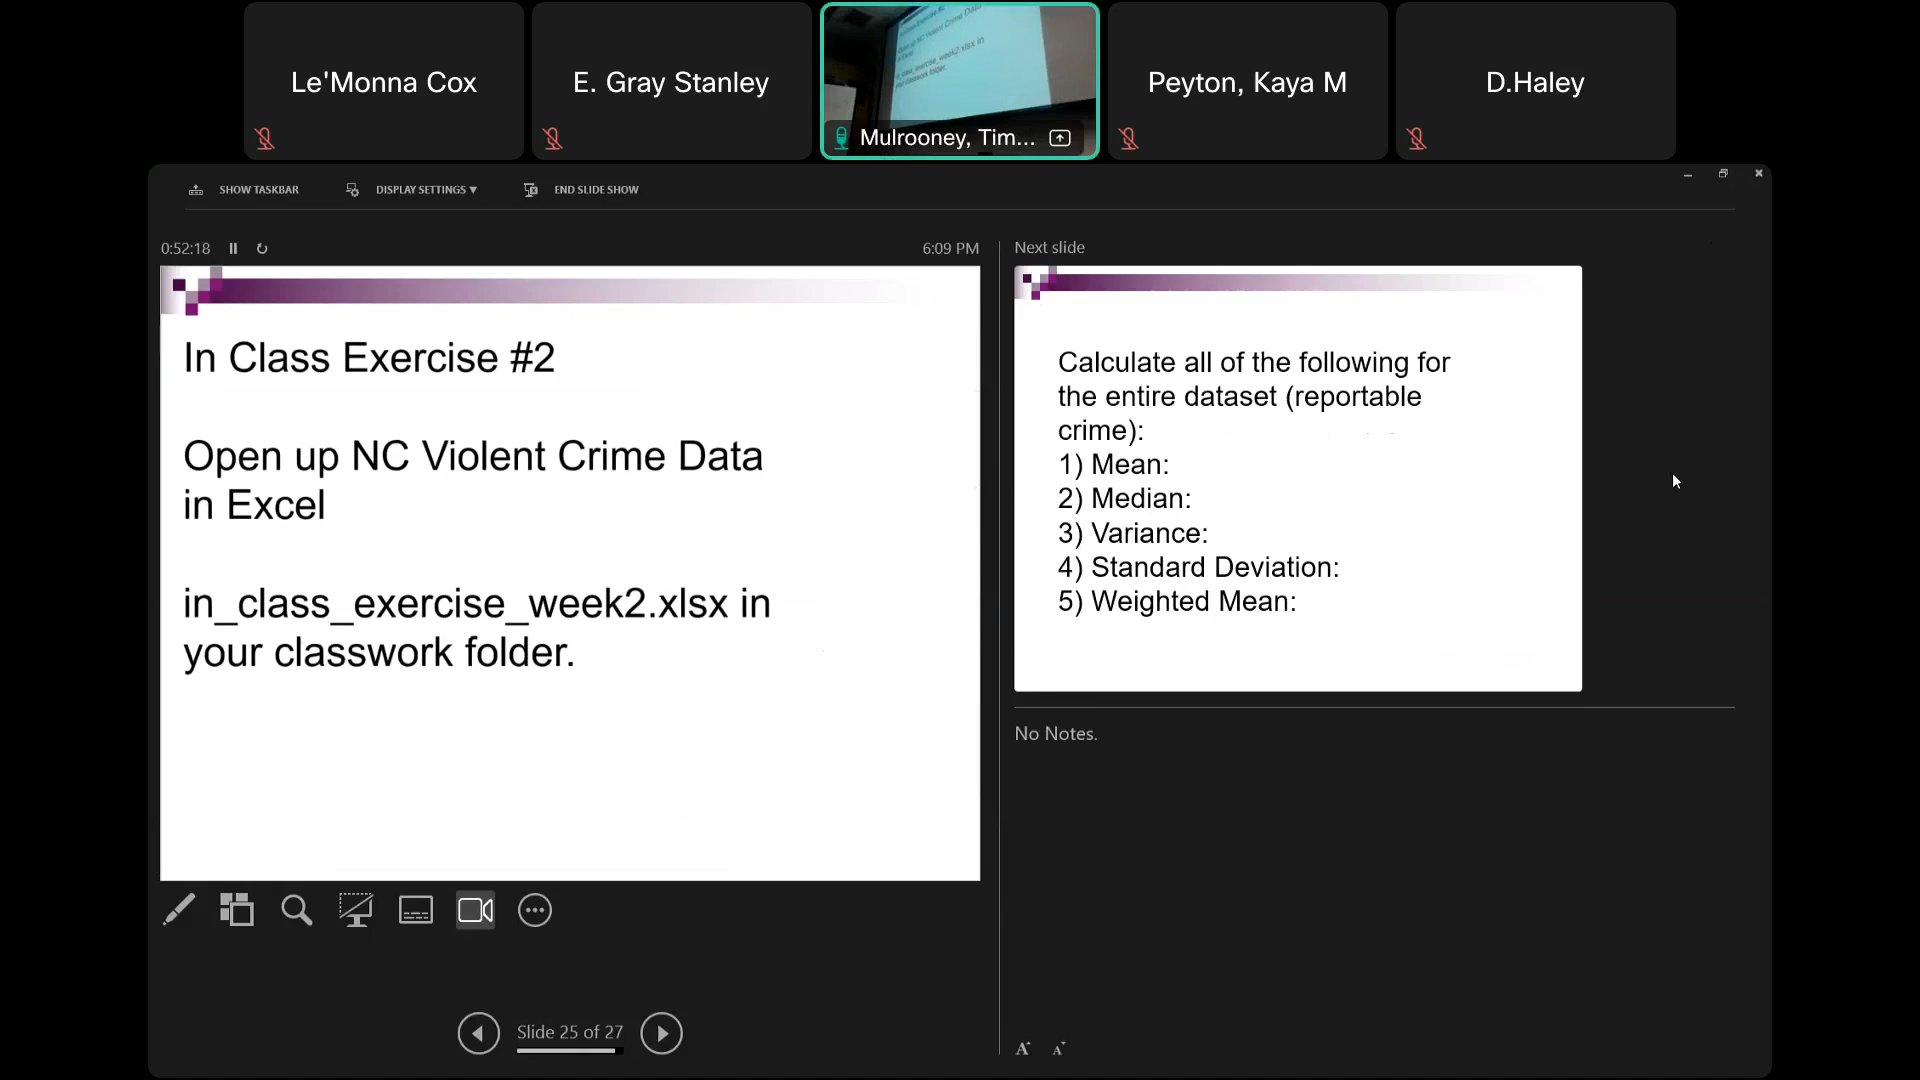 Le'Monna Cox
E. Gray Stanley
Mulrooney, Tim...
Peyton, Kaya M
D.Haley
SHOW TASKBAR
DISPLAY SETTINGS ▼
END SLIDE SHOW
0:52:18
6:09 PM
In Class Exercise #2
Open up NC Violent Crime Data
in Excel
in_class_exercise_week2.xlsx in
your classwork folder.
Slide 25 of 27
Next slide
Calculate all of the following for
the entire dataset (reportable
crime):
1) Mean:
2) Median:
3) Variance:
4) Standard Deviation:
5) Weighted Mean:
No Notes.
A
A